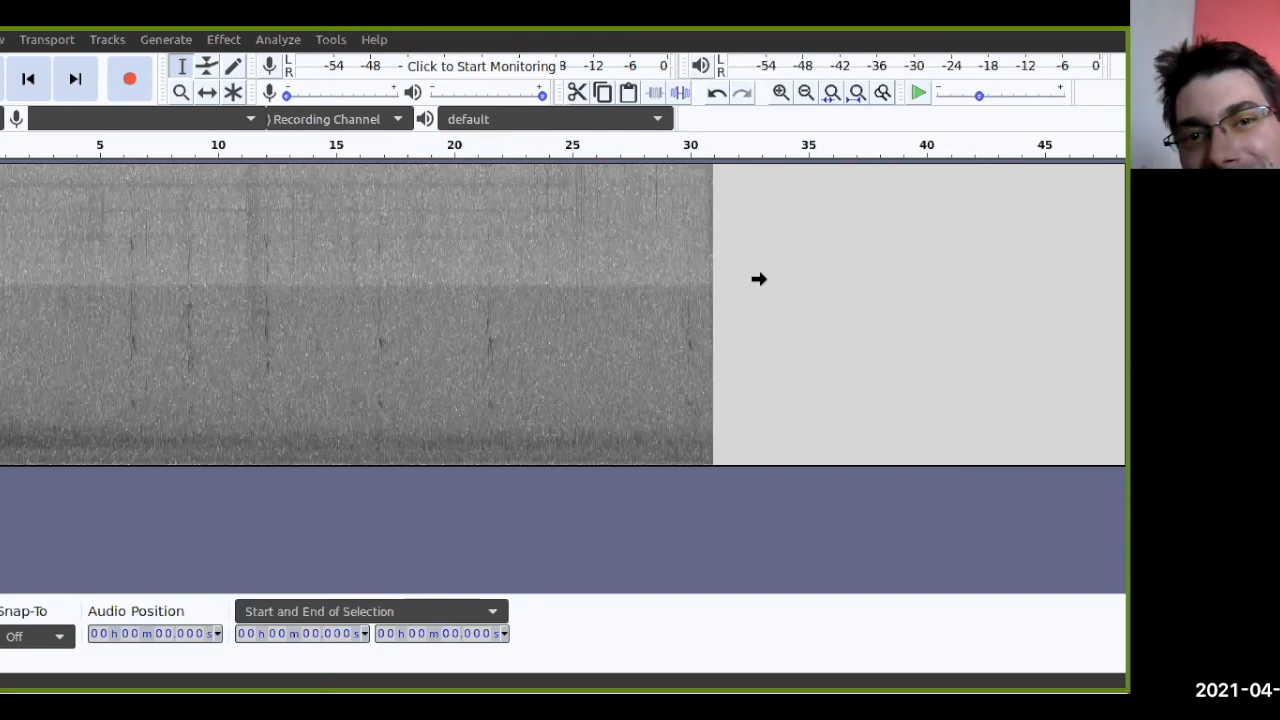 w Transport Tracks Generate Effect Analyze Tools Help
L -54 -48 - Click to Start Monitoring 3 -12 -6 0 L -54 -48 -42 -36 -30 -24 -18 -12 -6 0
R R
- + - + - +
) Recording Channel default
5 10 15 20 25 30 35 40 45
Snap-To Audio Position Start and End of Selection
Off 00 h 00 m 00.000 s 00 h 00 m 00.000 s 00 h 00 m 00.000 s
2021-04-